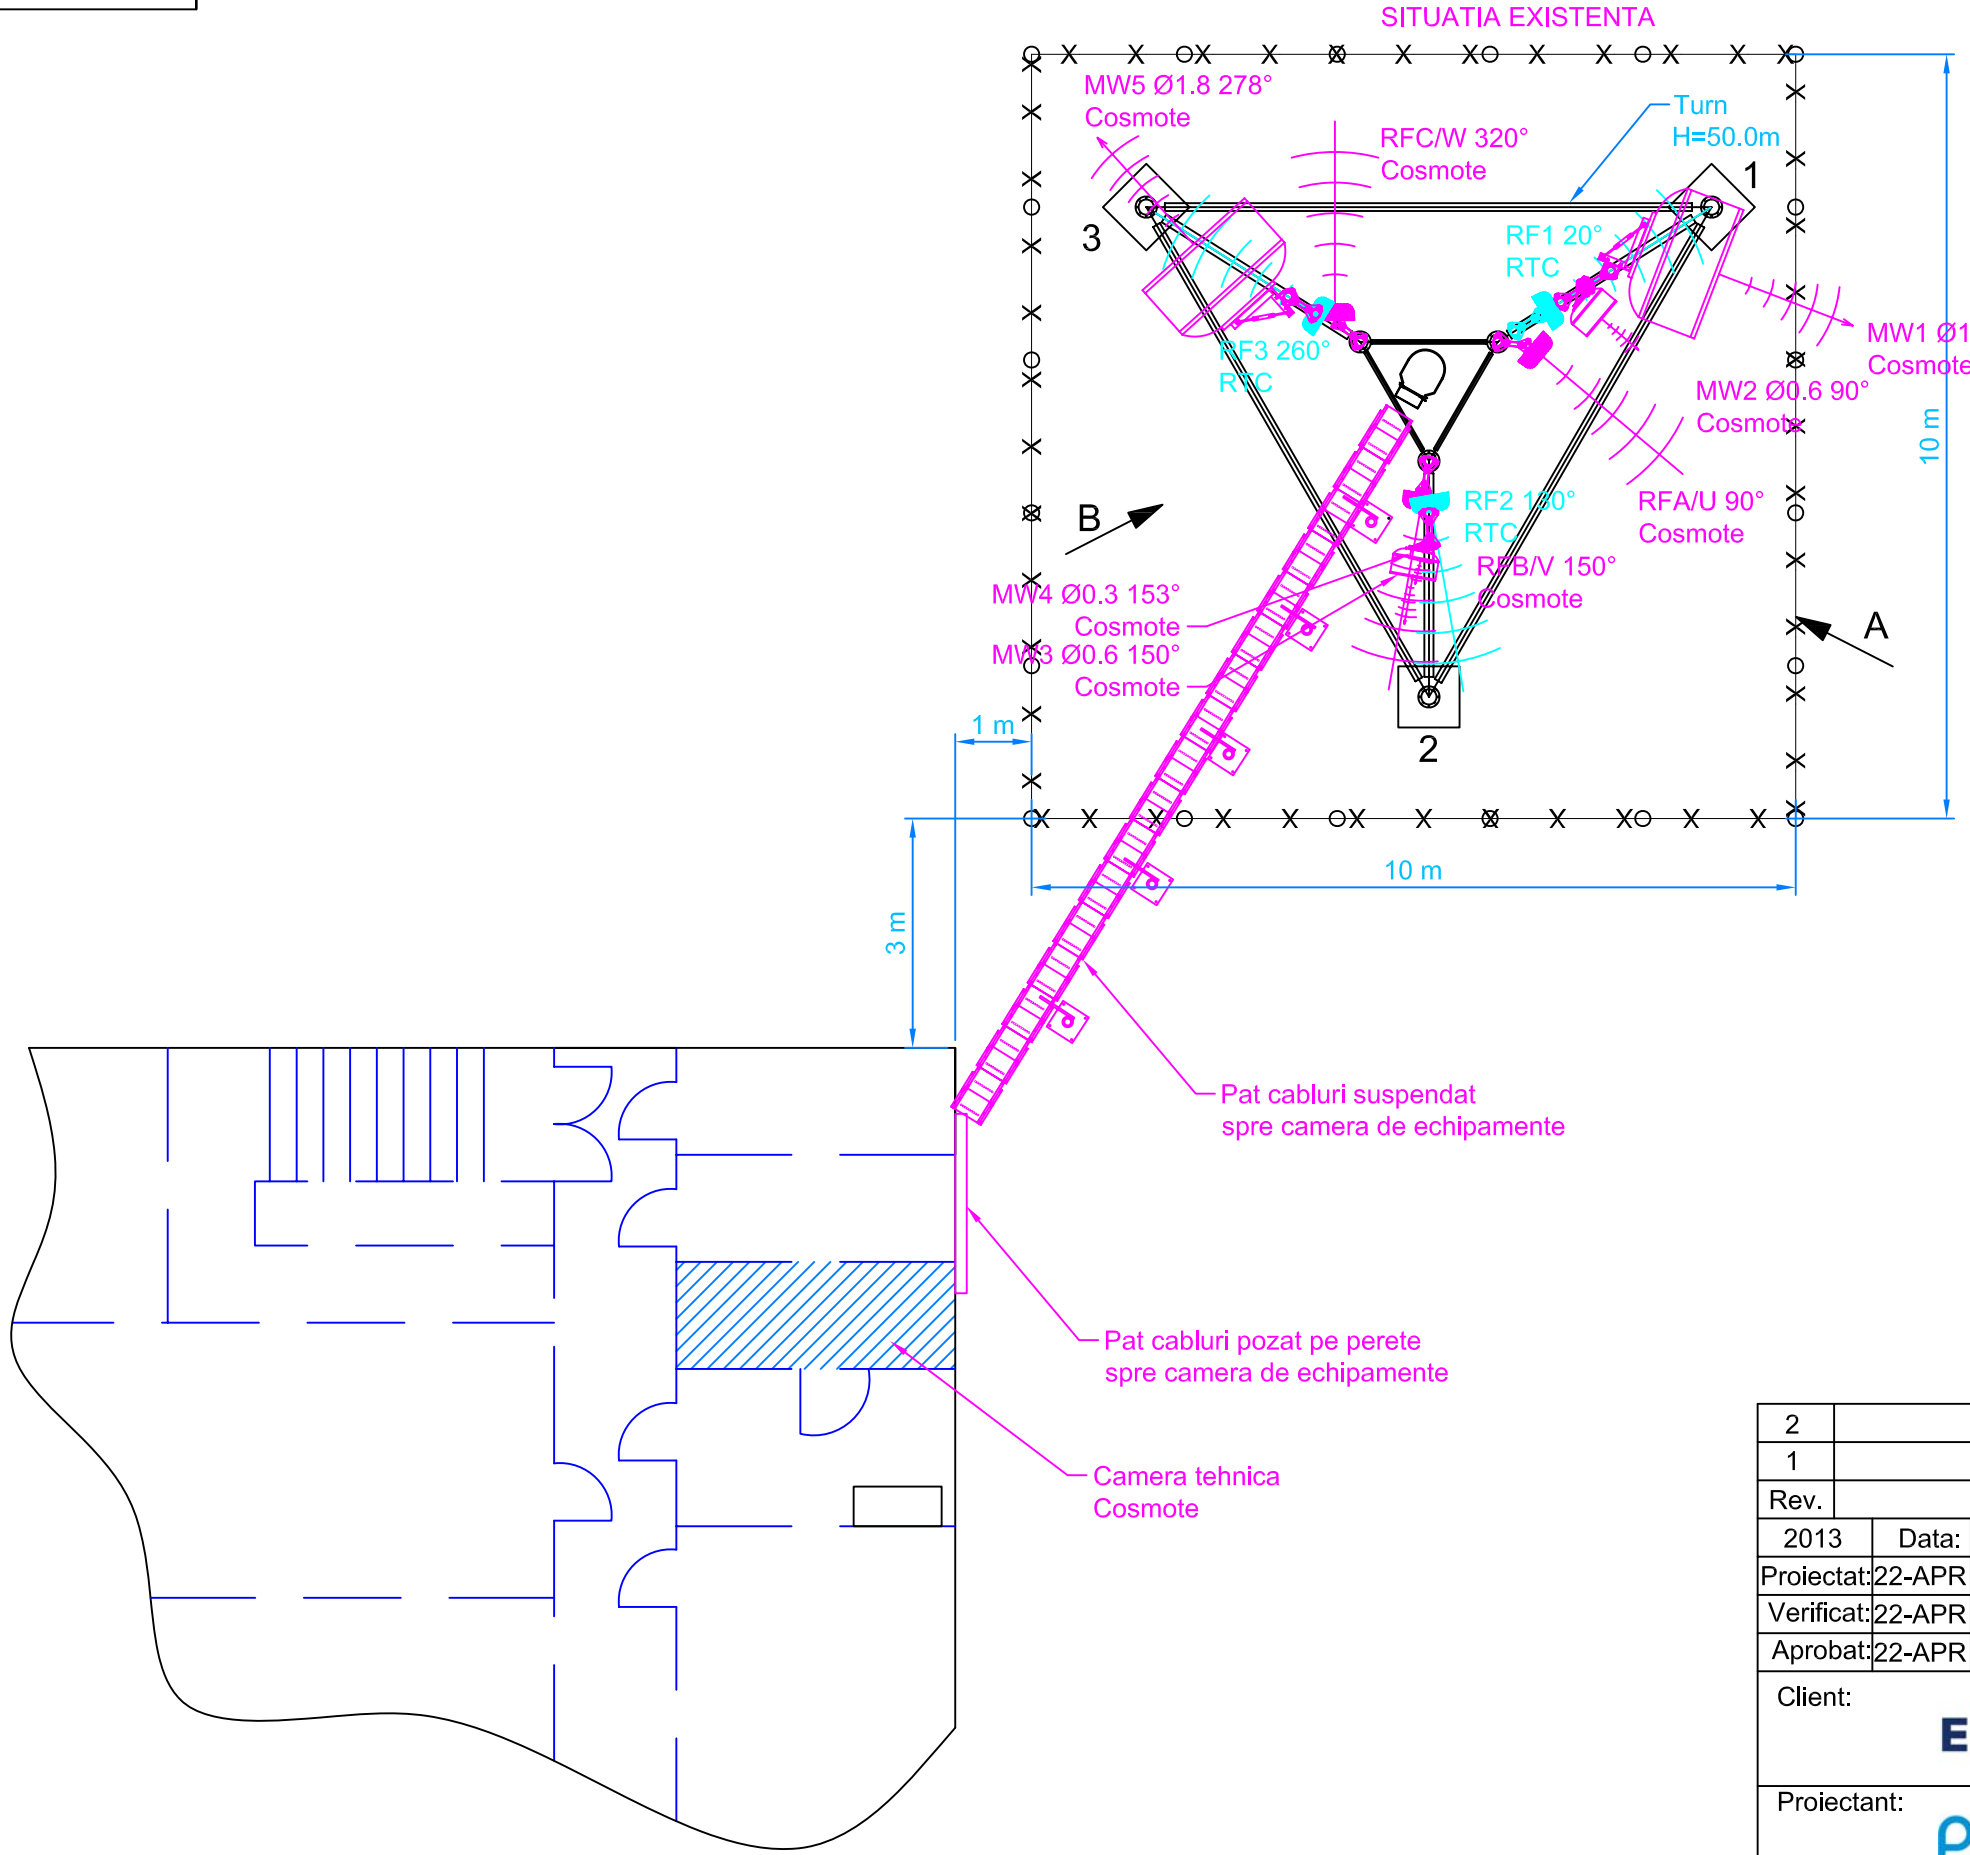 SITUATIA EXISTENTA
MW5 Ø1.8 278°
Cosmote
RFC/W 320°
Cosmote
Turn
H=50.0m
1
3
RF1 20°
RTC
RF3 260°
RTC
MW1 Ø1
Cosmote
MW2 Ø0.6 90°
Cosmote
10 m
RF2 130°
RTC
RFA/U 90°
Cosmote
B
RFB/V 150°
Cosmote
MW4 Ø0.3 153°
Cosmote
MW3 Ø0.6 150°
Cosmote
A
1 m
2
10 m
3 m
Pat cabluri suspendat
spre camera de echipamente
Pat cabluri pozat pe perete
spre camera de echipamente
Camera tehnica
Cosmote
2
1
Rev.
2013 Data:
Proiectat: 22-APR
Verificat: 22-APR
Aprobat: 22-APR
Client:
E
Proiectant: